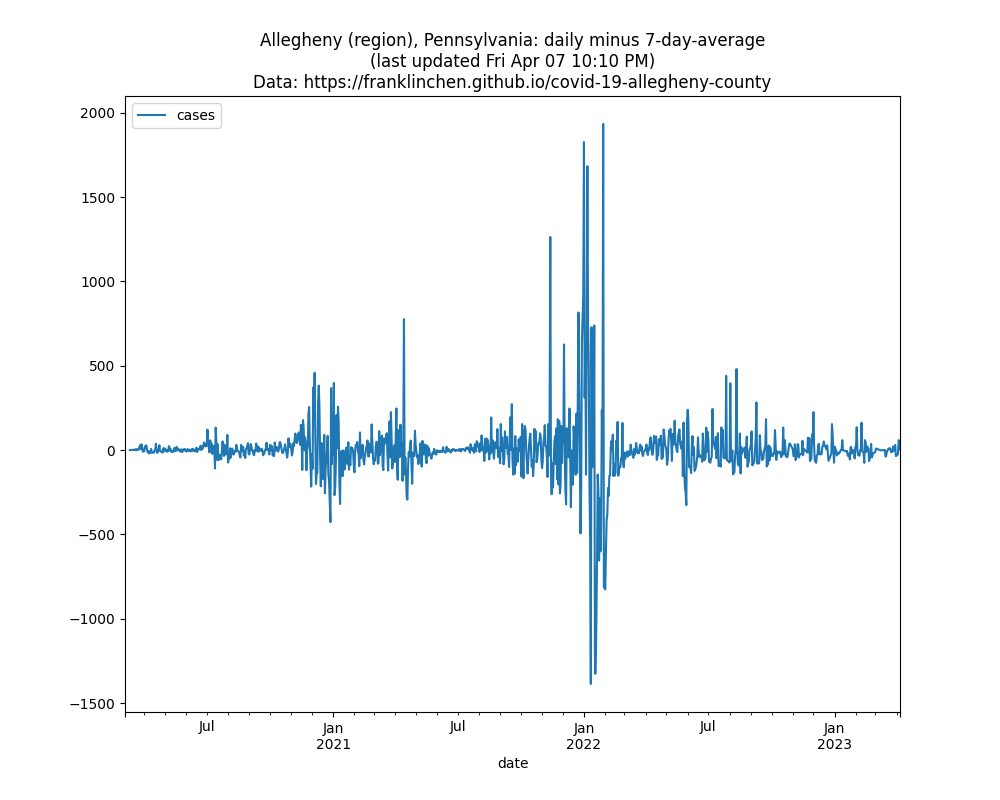 Allegheny (region), Pennsylvania: daily minus 7-day-average
(last updated Fri Apr 07 10:10 PM)
Data: https://franklinchen.github.io/covid-19-allegheny-county
cases
2000
1500
1000
500
0
−500
−1000
−1500
Jul
Jan
2021
Jul
Jan
2022
Jul
Jan
2023
date